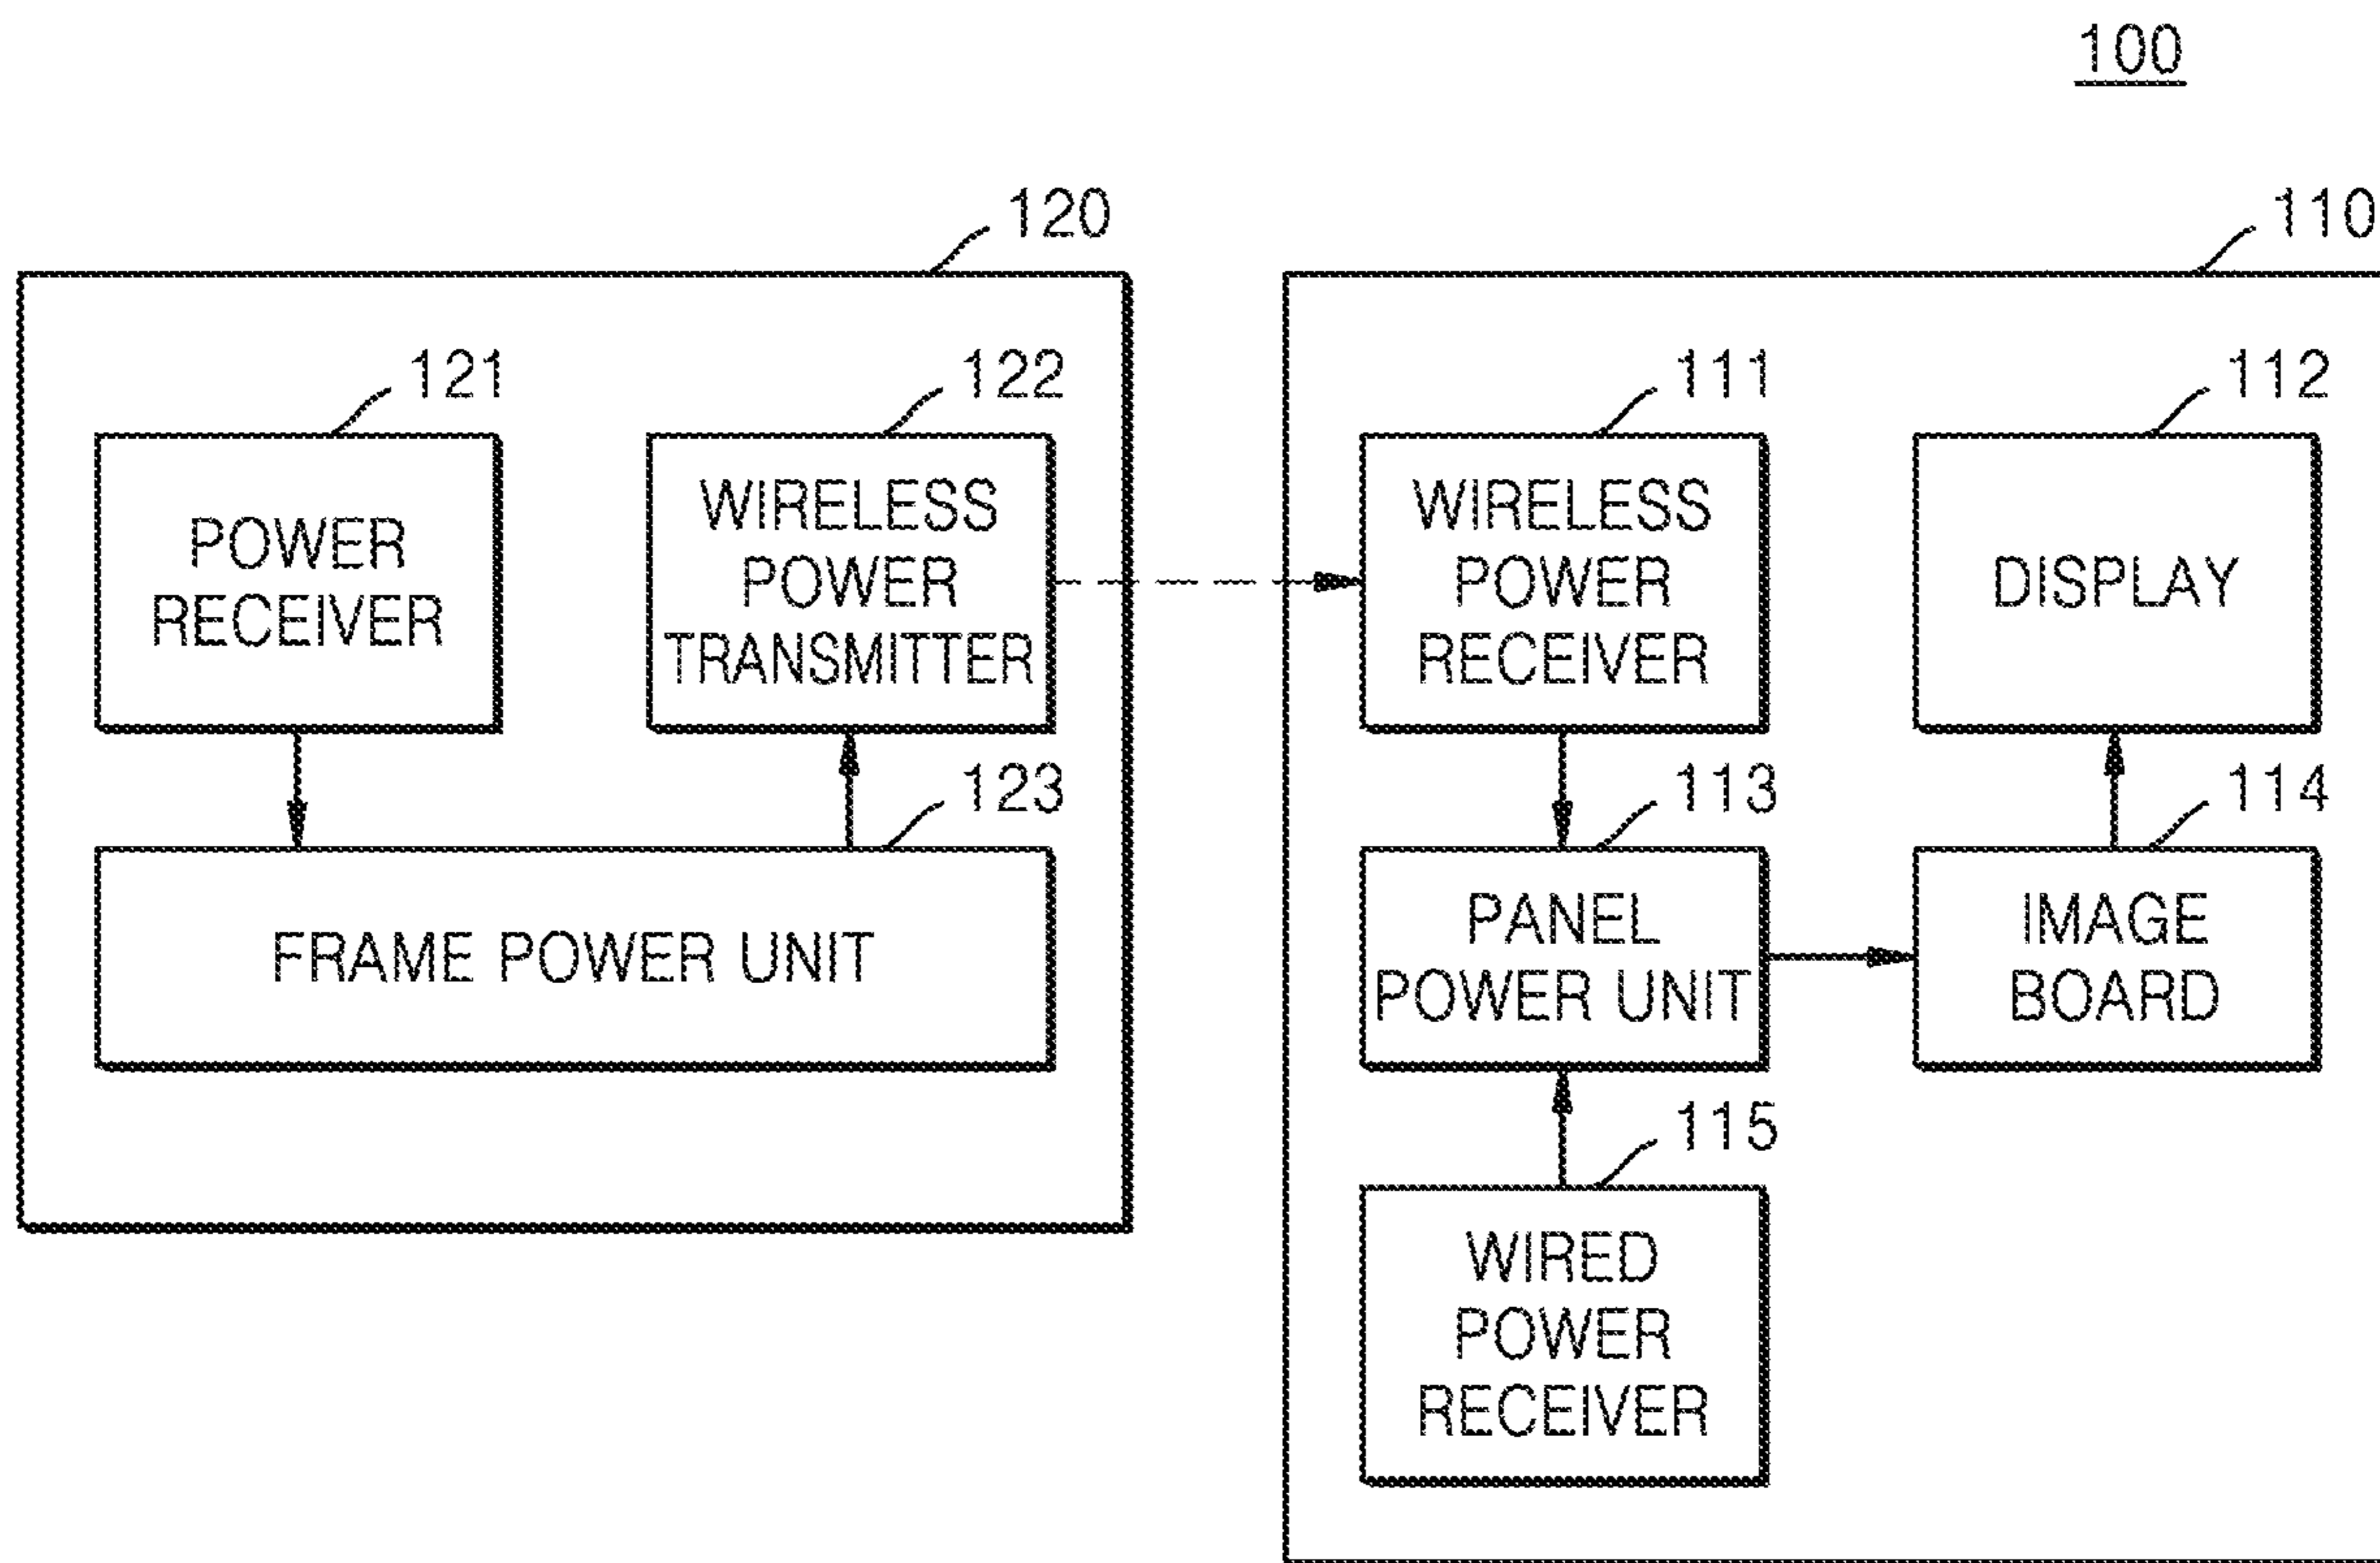 100
120
110
121
122
111
112
POWER
RECEIVER
WIRELESS
POWER
TRANSMITTER
WIRELESS
POWER
RECEIVER
DISPLAY
123
113
114
FRAME POWER UNIT
PANEL
POWER UNIT
IMAGE
BOARD
115
WIRED
POWER
RECEIVER